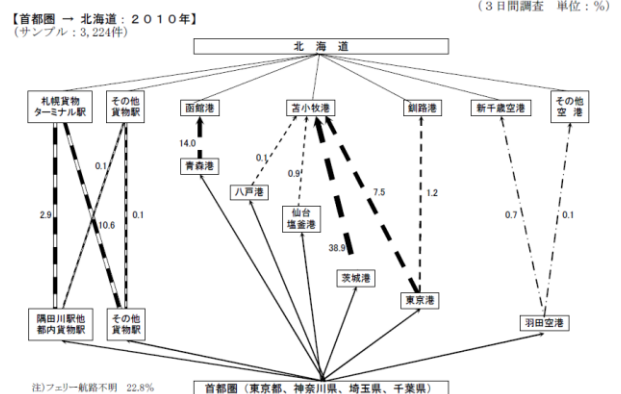 (3日間調査 単位:%)
【首都圏 → 北海道:2010年】
(サンプル:3,224件)
北 海 道
札幌貨物
ターミナル駅
その他
貨物駅
函館港
苫小牧港
釧路港
新千歳空港
その他
空 港
14.0
青森港
0.1
0.1
八戸港
0.9
仙台
塩釜港
7.5
1.2
2.9
10.6
0.1
0.7
0.1
38.9
茨城港
東京港
隅田川駅他
都内貨物駅
その他
貨物駅
羽田空港
注)フェリー航路不明 22.8%
首都圏(東京都、神奈川県、埼玉県、千葉県)